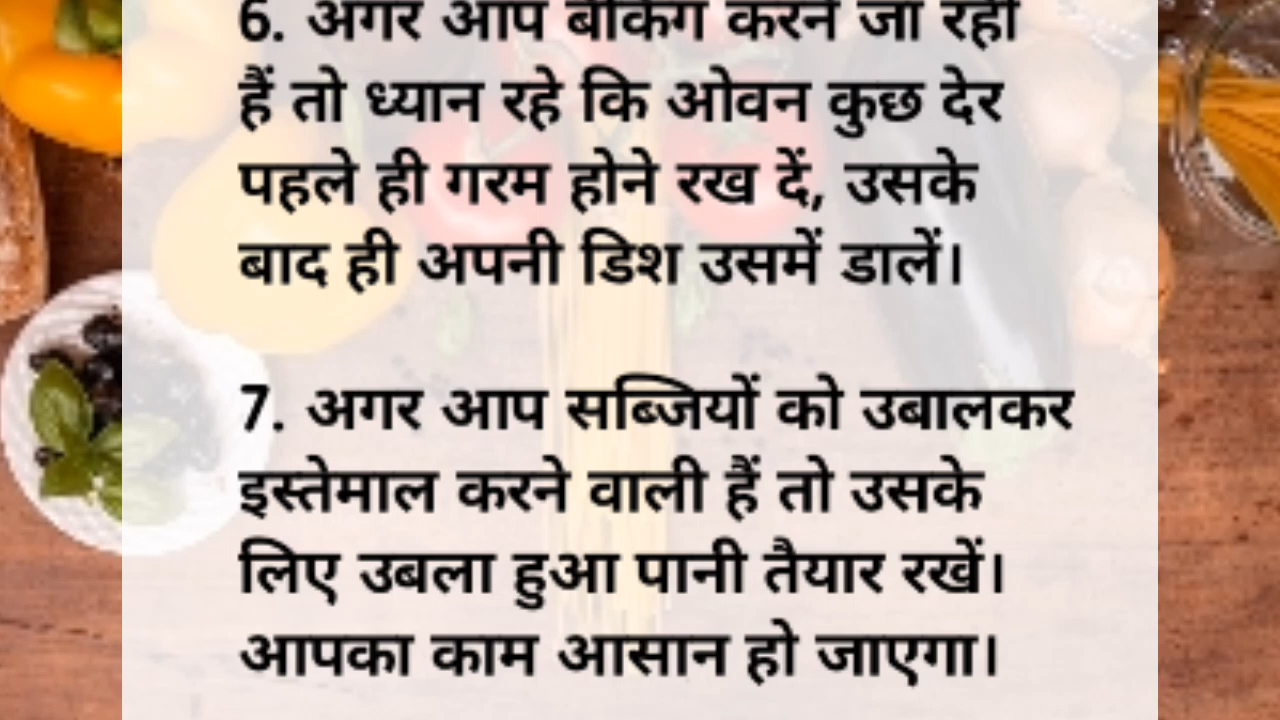 6. अगर आप बेकिंग करने जा रही
हैं तो ध्यान रहे कि ओवन कुछ देर
पहले ही गरम होने रख दें, उसके
बाद ही अपनी डिश उसमें डालें।
7. अगर आप सब्जियों को उबालकर
इस्तेमाल करने वाली हैं तो उसके
लिए उबला हुआ पानी तैयार रखें।
आपका काम आसान हो जाएगा।